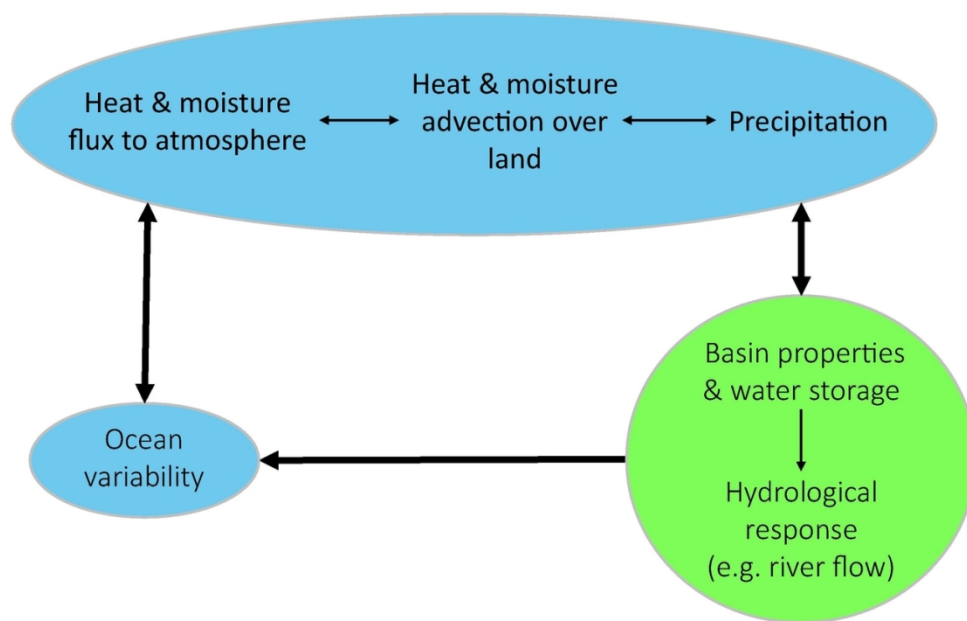 Heat & moisture
flux to atmosphere
Heat & moisture
advection over
land
Precipitation
Basin properties
& water storage
Ocean
variability
Hydrological
response
(e.g. river flow)